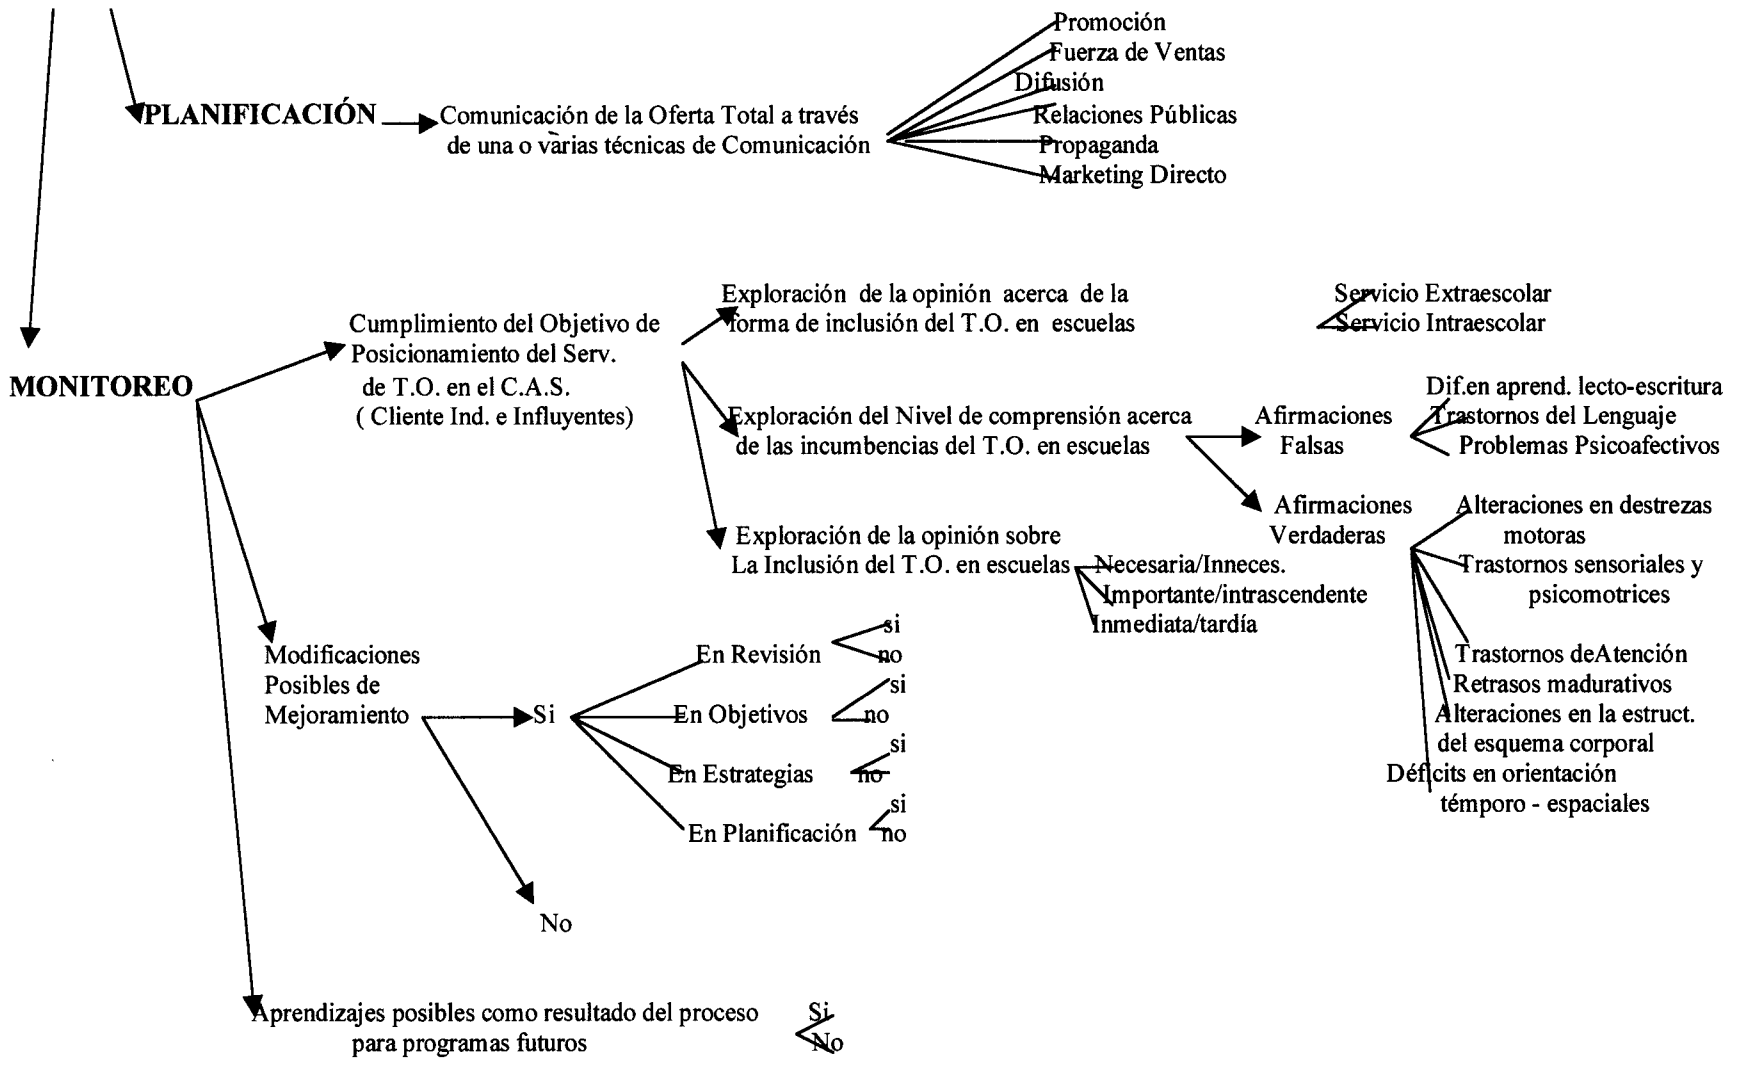 Promoción
Fuerza de Ventas
Difusión
PLANIFICACIÓN
Comunicación de la Oferta Total a través
de una o varias técnicas de Comunicación
Relaciones Públicas
Propaganda
Marketing Directo
MONITOREO
Cumplimiento del Objetivo de
Posicionamiento del Serv.
de T.O. en el C.A.S.
( Cliente Ind. e Influyentes)
Exploración de la opinión acerca de la
forma de inclusión del T.O. en escuelas
Servicio Extraescolar
Servicio Intraescolar
Exploración del Nivel de comprensión acerca
de las incumbencias del T.O. en escuelas
Afirmaciones
Falsas
Dif.en aprend. lecto-escritura
Trastornos del Lenguaje
Problemas Psicoafectivos
Afirmaciones
Verdaderas
Alteraciones en destrezas
motoras
Trastornos sensoriales y
psicomotrices
Trastornos deAtención
Retrasos madurativos
Alteraciones en la estruct.
del esquema corporal
Déficits en orientación
témporo - espaciales
Exploración de la opinión sobre
La Inclusión del T.O. en escuelas
Necesaria/Inneces.
Importante/intrascendente
Inmediata/tardía
Modificaciones
Posibles de
Mejoramiento
Si
En Revisión
si
no
En Objetivos
si
no
En Estrategias
si
no
En Planificación
si
no
No
Aprendizajes posibles como resultado del proceso
para programas futuros
Si
No